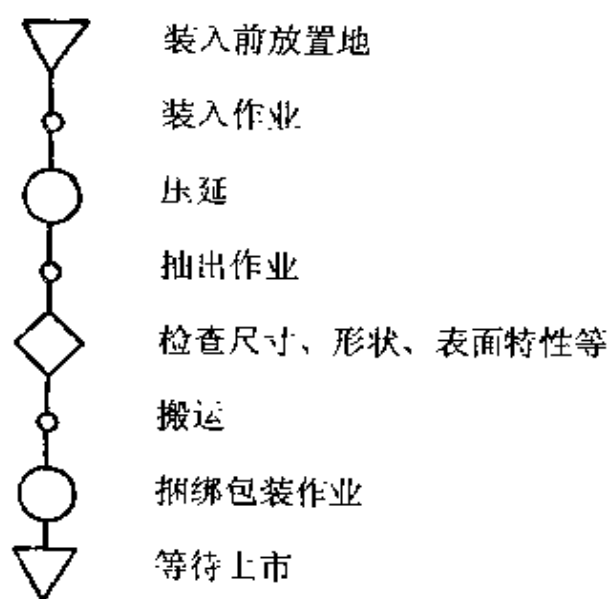 装入前放置地
装入作业
压延
抽出作业
检查尺寸、形状、表面特性等
搬运
捆绑包装作业
等待上市